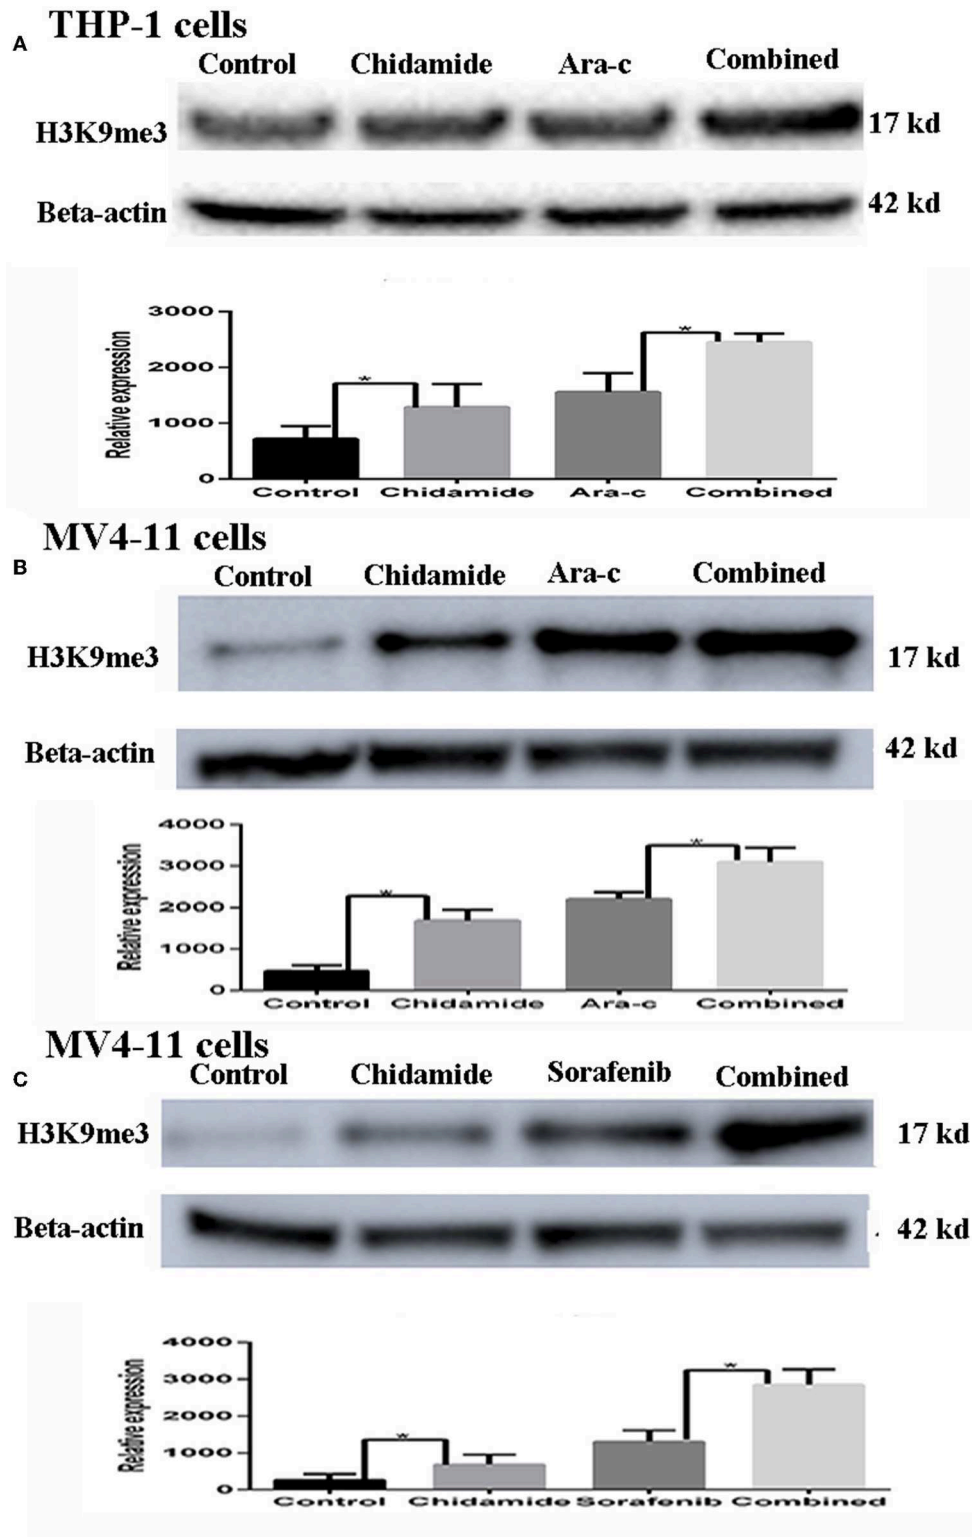 THP-1 cells
A
Control Chidamide Ara-c Combined
H3K9me3 17 kd
Beta-actin 42 kd
Relative expression
3000
2000
1000
0
* *
Control Chidamide Ara-c Combined
MV4-11 cells
B
Control Chidamide Ara-c Combined
H3K9me3 17 kd
Beta-actin 42 kd
Relative expression
4000
3000
2000
1000
0
* *
Control Chidamide Ara-c Combined
MV4-11 cells
C
Control Chidamide Sorafenib Combined
H3K9me3 17 kd
Beta-actin 42 kd
Relative expression
4000
3000
2000
1000
0
* *
Control Chidamide Sorafenib Combined